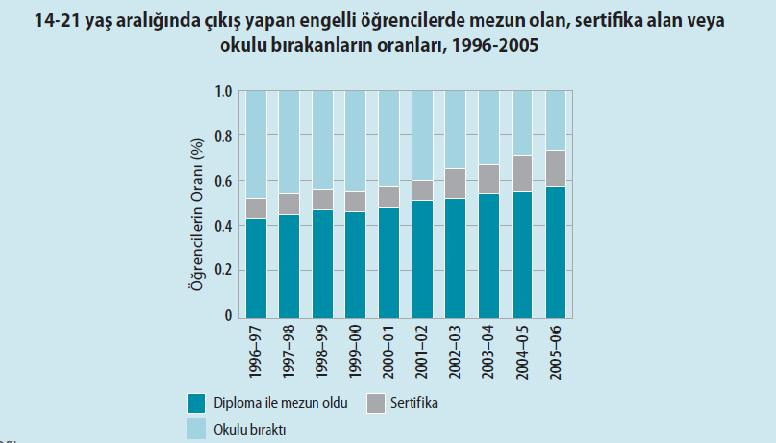 14-21 yaş aralığında çıkış yapan engelli öğrencilerde mezun olan, sertifika alan veya
okulu bırakanların oranları, 1996-2005
Öğrencilerin Oranı (%)
1.0
0.8
0.6
0.4
0.2
0
1996–97
1997–98
1998–99
1999–00
2000–01
2001–02
2002–03
2003–04
2004–05
2005–06
Diploma ile mezun oldu
Sertifika
Okulu bıraktı